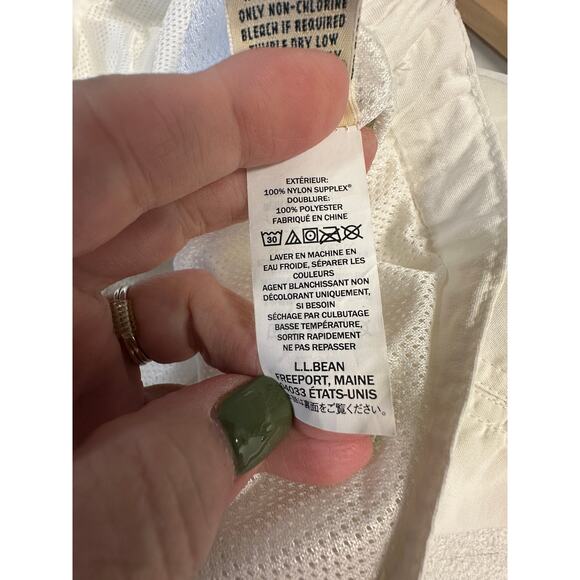 ONLY NON-CHLORINE
BLEACH IF REQUIRED
TUMBLE DRY LOW
EXTÉRIEUR:
100% NYLON SUPPLEX®
DOUBLURE:
100% POLYESTER
FABRIQUÉ EN CHINE
30
LAVER EN MACHINE EN
EAU FROIDE, SÉPARER LES
COULEURS
AGENT BLANCHISSANT NON
DÉCOLORANT UNIQUEMENT,
SI BESOIN
SÉCHAGE PAR CULBUTAGE
BASSE TEMPÉRATURE,
SORTIR RAPIDEMENT
NE PAS REPASSER
L.L.BEAN
FREEPORT, MAINE
04033 ÉTATS-UNIS
は裏面をご覧ください。